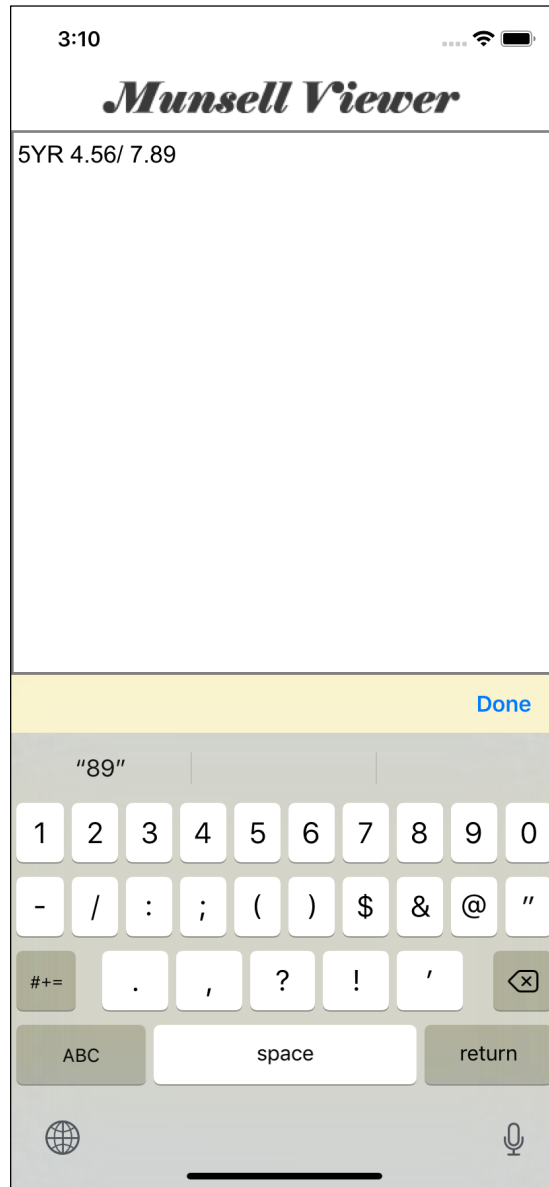 3:10
Munsell Viewer
5YR 4.56/ 7.89
Done
“89”
1 2 3 4 5 6 7 8 9 0
- / : ; ( ) $ & @ "
#+= . , ? ! '
ABC space return